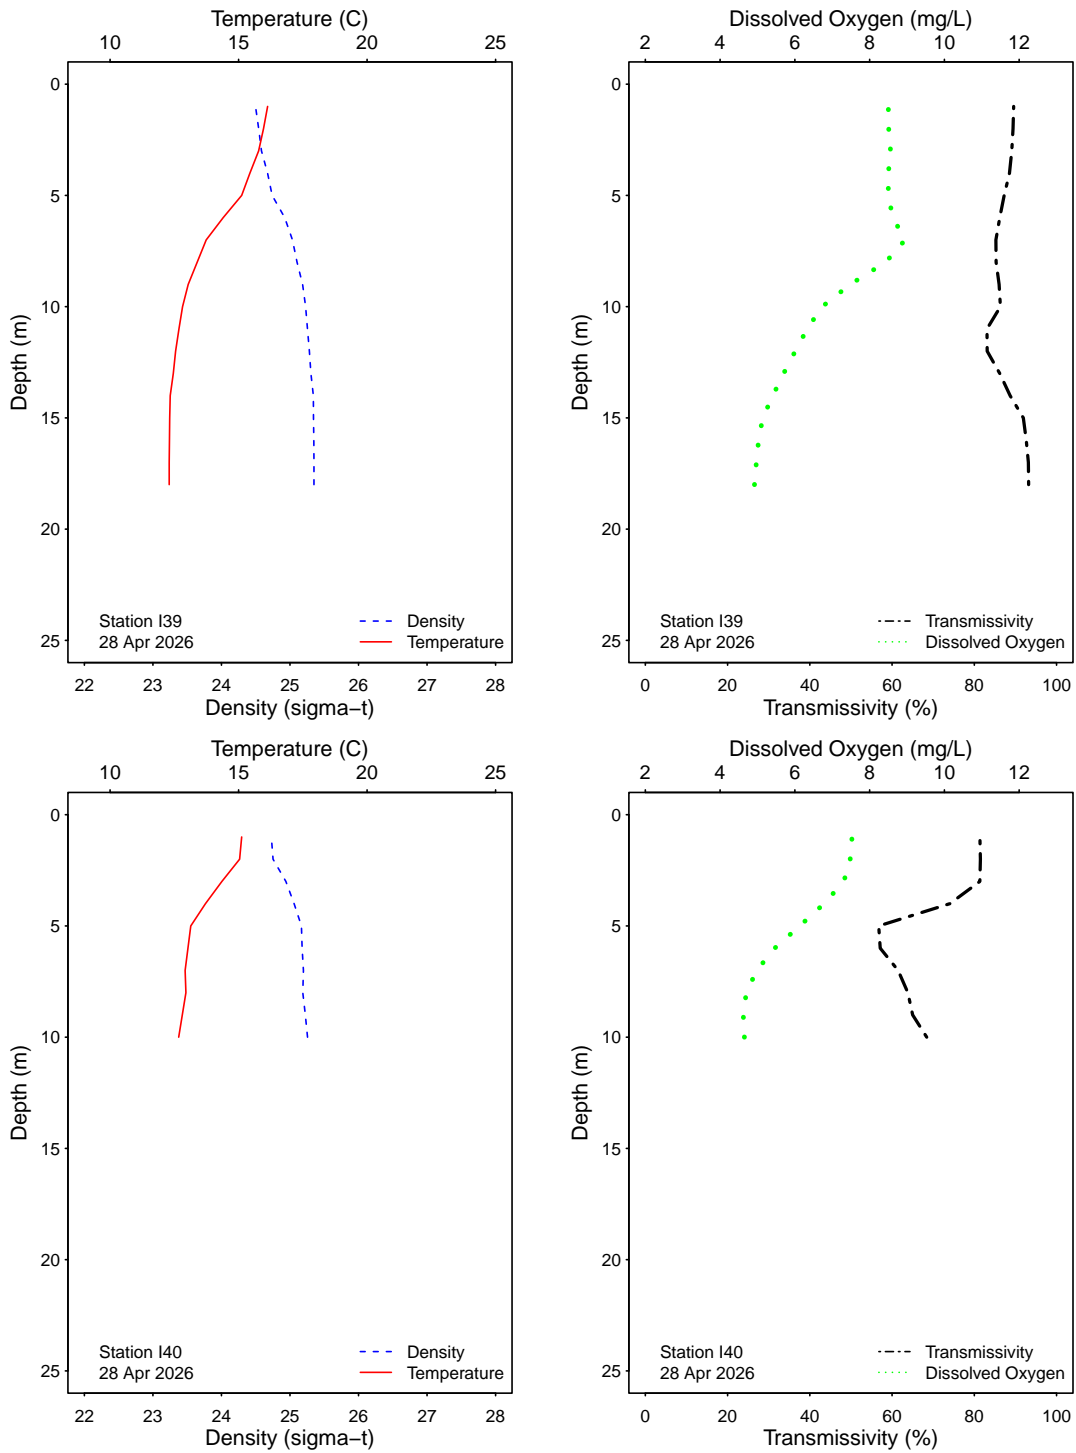 Temperature (C)
10 15 20 25
0
5
10
15
20
25
Depth (m)
Station I39
28 Apr 2026
Density
Temperature
22 23 24 25 26 27 28
Density (sigma−t)
Dissolved Oxygen (mg/L)
2 4 6 8 10 12
0
5
10
15
20
25
Depth (m)
Station I39
28 Apr 2026
Transmissivity
Dissolved Oxygen
0 20 40 60 80 100
Transmissivity (%)
Temperature (C)
10 15 20 25
0
5
10
15
20
25
Depth (m)
Station I40
28 Apr 2026
Density
Temperature
22 23 24 25 26 27 28
Density (sigma−t)
Dissolved Oxygen (mg/L)
2 4 6 8 10 12
0
5
10
15
20
25
Depth (m)
Station I40
28 Apr 2026
Transmissivity
Dissolved Oxygen
0 20 40 60 80 100
Transmissivity (%)